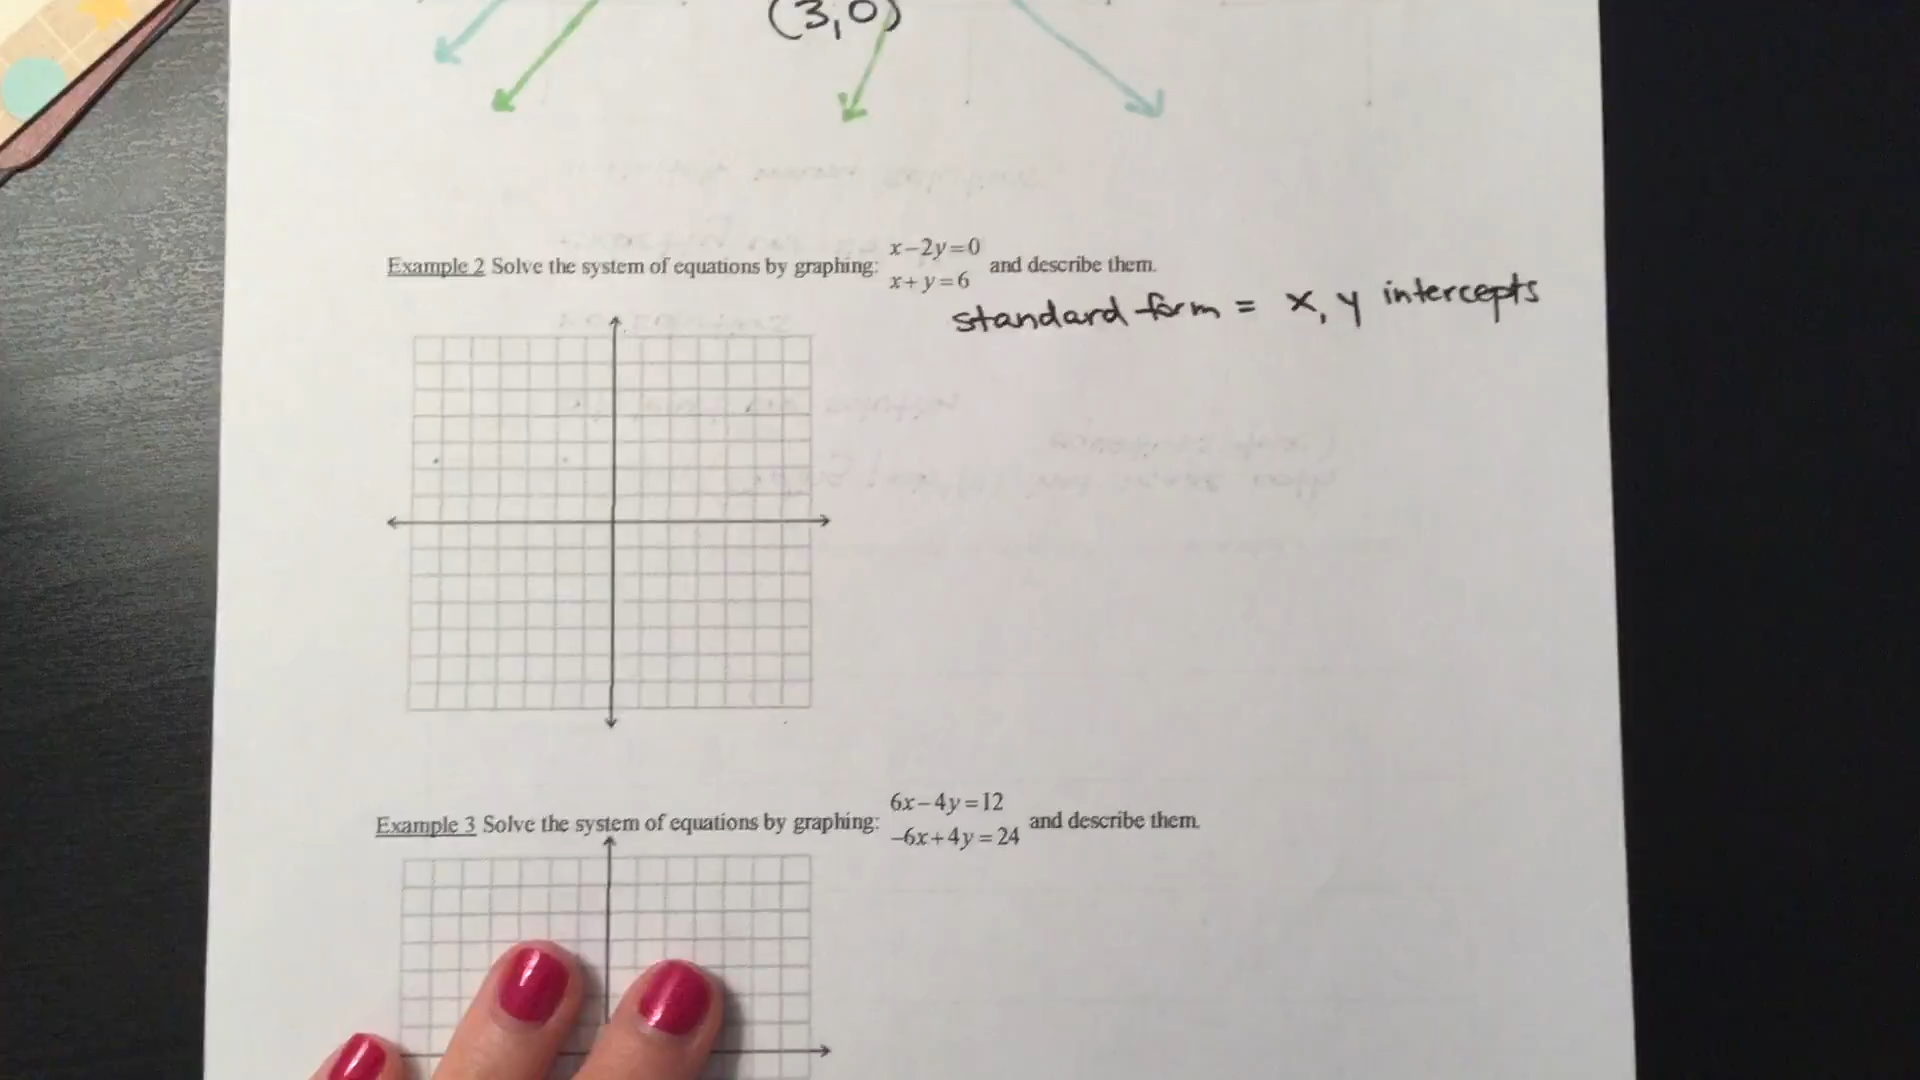 (3,0)
Example 2 Solve the system of equations by graphing: x-2y=0 and describe them.
x+y=6
standard form = x, y intercepts
Example 3 Solve the system of equations by graphing: 6x-4y=12 and describe them.
-6x+4y=24